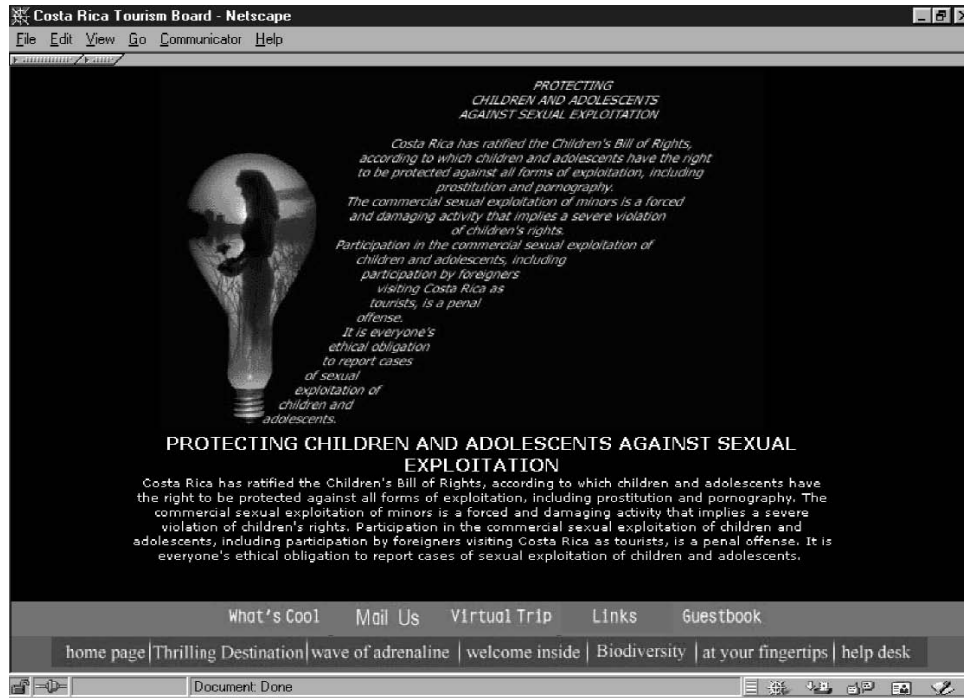 Costa Rica Tourism Board - Netscape
File Edit View Go Communicator Help
PROTECTING
CHILDREN AND ADOLESCENTS
AGAINST SEXUAL EXPLOITATION
Costa Rica has ratified the Children's Bill of Rights,
according to which children and adolescents have the right
to be protected against all forms of exploitation, including
prostitution and pornography.
The commercial sexual exploitation of minors is a forced
and damaging activity that implies a severe violation
of children's rights.
Participation in the commercial sexual exploitation of
children and adolescents, including
participation by foreigners
visiting Costa Rica as
tourists, is a penal
offense.
It is everyone's
ethical obligation
to report cases
of sexual
exploitation of
children and
adolescents.
PROTECTING CHILDREN AND ADOLESCENTS AGAINST SEXUAL
EXPLOITATION
Costa Rica has ratified the Children's Bill of Rights, according to which children and adolescents have
the right to be protected against all forms of exploitation, including prostitution and pornography. The
commercial sexual exploitation of minors is a forced and damaging activity that implies a severe
violation of children's rights. Participation in the commercial sexual exploitation of children and
adolescents, including participation by foreigners visiting Costa Rica as tourists, is a penal offense. It is
everyone's ethical obligation to report cases of sexual exploitation of children and adolescents.
What's Cool Mail Us Virtual Trip Links Guestbook
home page | Thrilling Destination | wave of adrenaline | welcome inside | Biodiversity | at your fingertips | help desk
Document: Done